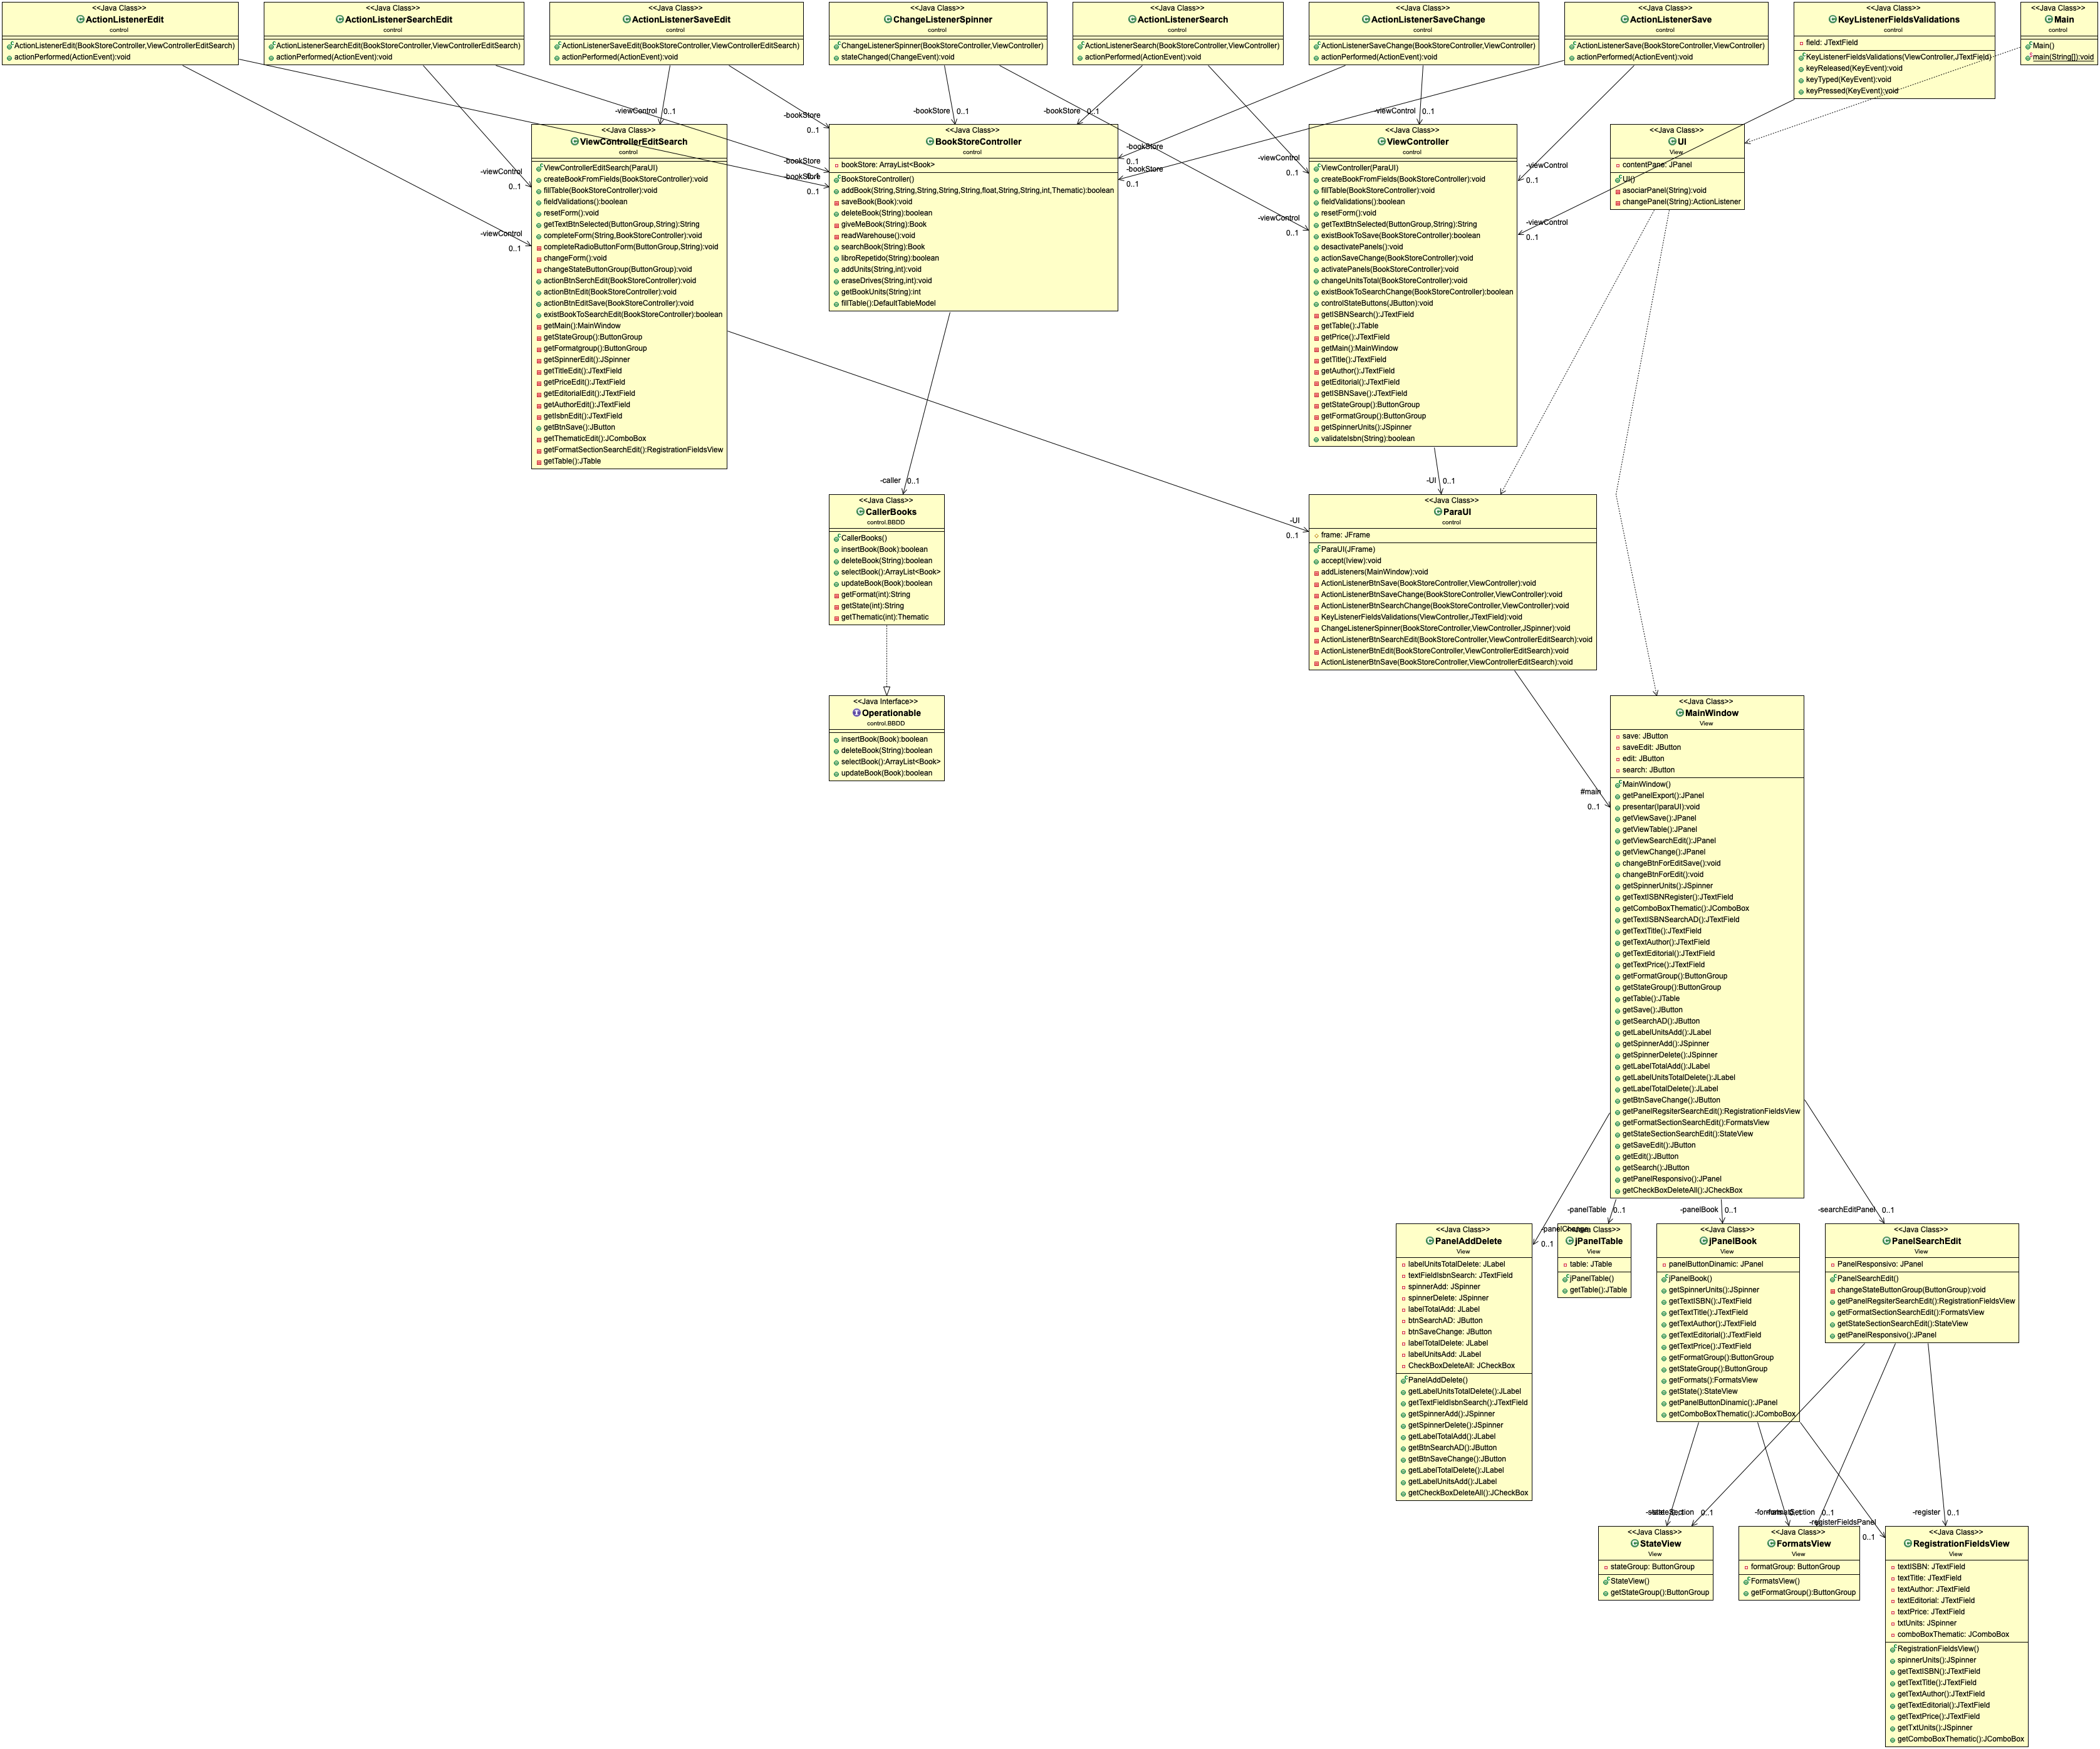 <<Java Class>>
ActionListenerEdit
control
ActionListenerEdit(BookStoreController,ViewControllerEditSearch)
actionPerformed(ActionEvent):void
<<Java Class>>
ActionListenerSearchEdit
control
ActionListenerSearchEdit(BookStoreController,ViewControllerEditSearch)
actionPerformed(ActionEvent):void
<<Java Class>>
ActionListenerSaveEdit
control
ActionListenerSaveEdit(BookStoreController,ViewControllerEditSearch)
actionPerformed(ActionEvent):void
<<Java Class>>
ChangeListenerSpinner
control
ChangeListenerSpinner(BookStoreController,ViewController)
stateChanged(ChangeEvent):void
<<Java Class>>
ActionListenerSearch
control
ActionListenerSearch(BookStoreController,ViewController)
actionPerformed(ActionEvent):void
<<Java Class>>
ActionListenerSaveChange
control
ActionListenerSaveChange(BookStoreController,ViewController)
actionPerformed(ActionEvent):void
<<Java Class>>
ActionListenerSave
control
ActionListenerSave(BookStoreController,ViewController)
actionPerformed(ActionEvent):void
<<Java Class>>
KeyListenerFieldsValidations
control
field: JTextField
KeyListenerFieldsValidations(ViewController,JTextField)
keyReleased(KeyEvent):void
keyTyped(KeyEvent):void
keyPressed(KeyEvent):void
<<Java Class>>
Main
control
Main()
main(String[]):void
-viewControl 0..1
-bookStore
0..1
-bookStore 0..1
-bookStore 0..1
-viewControl 0..1
-viewControl
0..1
-viewControl
0..1
-bookStore
0..1
-bookStore
0..1
-bookStore
0..1
-bookStore
0..1
-viewControl
0..1
-viewControl
0..1
-viewControl
0..1
-viewControl
0..1
<<Java Class>>
ViewControllerEditSearch
control
ViewControllerEditSearch(ParaUI)
createBookFromFields(BookStoreController):void
fillTable(BookStoreController):void
fieldValidations():boolean
resetForm():void
getTextBtnSelected(ButtonGroup,String):String
completeForm(String,BookStoreController):void
completeRadioButtonForm(ButtonGroup,String):void
changeForm():void
changeStateButtonGroup(ButtonGroup):void
actionBtnSerchEdit(BookStoreController):void
actionBtnEdit(BookStoreController):void
actionBtnEditSave(BookStoreController):void
existBookToSearchEdit(BookStoreController):boolean
getMain():MainWindow
getStateGroup():ButtonGroup
getFormatgroup():ButtonGroup
getSpinnerEdit():JSpinner
getTitleEdit():JTextField
getPriceEdit():JTextField
getEditorialEdit():JTextField
getAuthorEdit():JTextField
getIsbnEdit():JTextField
getBtnSave():JButton
getThematicEdit():JComboBox
getFormatSectionSearchEdit():RegistrationFieldsView
getTable():JTable
<<Java Class>>
BookStoreController
control
bookStore: ArrayList<Book>
BookStoreController()
addBook(String,String,String,String,String,float,String,String,int,Thematic):boolean
saveBook(Book):void
deleteBook(String):boolean
giveMeBook(String):Book
readWarehouse():void
searchBook(String):Book
libroRepetido(String):boolean
addUnits(String,int):void
eraseDrives(String,int):void
getBookUnits(String):int
fillTable():DefaultTableModel
<<Java Class>>
ViewController
control
ViewController(ParaUI)
createBookFromFields(BookStoreController):void
fillTable(BookStoreController):void
fieldValidations():boolean
resetForm():void
getTextBtnSelected(ButtonGroup,String):String
existBookToSave(BookStoreController):boolean
desactivatePanels():void
actionSaveChange(BookStoreController):void
activatePanels(BookStoreController):void
changeUnitsTotal(BookStoreController):void
existBookToSearchChange(BookStoreController):boolean
controlStateButtons(JButton):void
getISBNSearch():JTextField
getTable():JTable
getPrice():JTextField
getMain():MainWindow
getTitle():JTextField
getAuthor():JTextField
getEditorial():JTextField
getISBNSave():JTextField
getStateGroup():ButtonGroup
getFormatGroup():ButtonGroup
getSpinnerUnits():JSpinner
validateIsbn(String):boolean
<<Java Class>>
UI
View
contentPane: JPanel
UI()
asociarPanel(String):void
changePanel(String):ActionListener
-caller 0..1
-UI 0..1
-UI
0..1
<<Java Class>>
CallerBooks
control.BBDD
CallerBooks()
insertBook(Book):boolean
deleteBook(String):boolean
selectBook():ArrayList<Book>
updateBook(Book):boolean
getFormat(int):String
getState(int):String
getThematic(int):Thematic
<<Java Class>>
ParaUI
control
frame: JFrame
ParaUI(JFrame)
accept(Iview):void
addListeners(MainWindow):void
ActionListenerBtnSave(BookStoreController,ViewController):void
ActionListenerBtnSaveChange(BookStoreController,ViewController):void
ActionListenerBtnSearchChange(BookStoreController,ViewController):void
KeyListenerFieldsValidations(ViewController,JTextField):void
ChangeListenerSpinner(BookStoreController,ViewController,JSpinner):void
ActionListenerBtnSearchEdit(BookStoreController,ViewControllerEditSearch):void
ActionListenerBtnEdit(BookStoreController,ViewControllerEditSearch):void
ActionListenerBtnSave(BookStoreController,ViewControllerEditSearch):void
<<Java Interface>>
Operationable
control.BBDD
insertBook(Book):boolean
deleteBook(String):boolean
selectBook():ArrayList<Book>
updateBook(Book):boolean
#main
0..1
<<Java Class>>
MainWindow
View
save: JButton
saveEdit: JButton
edit: JButton
search: JButton
MainWindow()
getPanelExport():JPanel
presentar(IparaUI):void
getViewSave():JPanel
getViewTable():JPanel
getViewSearchEdit():JPanel
getViewChange():JPanel
changeBtnForEditSave():void
changeBtnForEdit():void
getSpinnerUnits():JSpinner
getTextISBNRegister():JTextField
getComboBoxThematic():JComboBox
getTextISBNSearchAD():JTextField
getTextTitle():JTextField
getTextAuthor():JTextField
getTextEditorial():JTextField
getTextPrice():JTextField
getFormatGroup():ButtonGroup
getStateGroup():ButtonGroup
getTable():JTable
getSave():JButton
getSearchAD():JButton
getLabelUnitsAdd():JLabel
getSpinnerAdd():JSpinner
getSpinnerDelete():JSpinner
getLabelTotalAdd():JLabel
getLabelUnitsTotalDelete():JLabel
getLabelTotalDelete():JLabel
getBtnSaveChange():JButton
getPanelRegsiterSearchEdit():RegistrationFieldsView
getFormatSectionSearchEdit():FormatsView
getStateSectionSearchEdit():StateView
getSaveEdit():JButton
getEdit():JButton
getSearch():JButton
getPanelResponsivo():JPanel
getCheckBoxDeleteAll():JCheckBox
-panelChange
0..1
-panelTable 0..1
-panelBook 0..1
-searchEditPanel 0..1
<<Java Class>>
PanelAddDelete
View
labelUnitsTotalDelete: JLabel
textFieldIsbnSearch: JTextField
spinnerAdd: JSpinner
spinnerDelete: JSpinner
labelTotalAdd: JLabel
btnSearchAD: JButton
btnSaveChange: JButton
labelTotalDelete: JLabel
labelUnitsAdd: JLabel
CheckBoxDeleteAll: JCheckBox
PanelAddDelete()
getLabelUnitsTotalDelete():JLabel
getTextFieldIsbnSearch():JTextField
getSpinnerAdd():JSpinner
getSpinnerDelete():JSpinner
getLabelTotalAdd():JLabel
getBtnSearchAD():JButton
getBtnSaveChange():JButton
getLabelTotalDelete():JLabel
getLabelUnitsAdd():JLabel
getCheckBoxDeleteAll():JCheckBox
<<Java Class>>
jPanelTable
View
table: JTable
jPanelTable()
getTable():JTable
<<Java Class>>
jPanelBook
View
panelButtonDinamic: JPanel
jPanelBook()
getSpinnerUnits():JSpinner
getTextISBN():JTextField
getTextTitle():JTextField
getTextAuthor():JTextField
getTextEditorial():JTextField
getTextPrice():JTextField
getFormatGroup():ButtonGroup
getStateGroup():ButtonGroup
getFormats():FormatsView
getState():StateView
getPanelButtonDinamic():JPanel
getComboBoxThematic():JComboBox
<<Java Class>>
PanelSearchEdit
View
PanelResponsivo: JPanel
PanelSearchEdit()
changeStateButtonGroup(ButtonGroup):void
getPanelRegsiterSearchEdit():RegistrationFieldsView
getFormatSectionSearchEdit():FormatsView
getStateSectionSearchEdit():StateView
getPanelResponsivo():JPanel
-stateSection 0..1
-formatSection 0..1
-registerFieldsPanel
0..1
-register 0..1
<<Java Class>>
StateView
View
stateGroup: ButtonGroup
StateView()
getStateGroup():ButtonGroup
<<Java Class>>
FormatsView
View
formatGroup: ButtonGroup
FormatsView()
getFormatGroup():ButtonGroup
<<Java Class>>
RegistrationFieldsView
View
textISBN: JTextField
textTitle: JTextField
textAuthor: JTextField
textEditorial: JTextField
textPrice: JTextField
txtUnits: JSpinner
comboBoxThematic: JComboBox
RegistrationFieldsView()
spinnerUnits():JSpinner
getTextISBN():JTextField
getTextTitle():JTextField
getTextAuthor():JTextField
getTextEditorial():JTextField
getTextPrice():JTextField
getTxtUnits():JSpinner
getComboBoxThematic():JComboBox